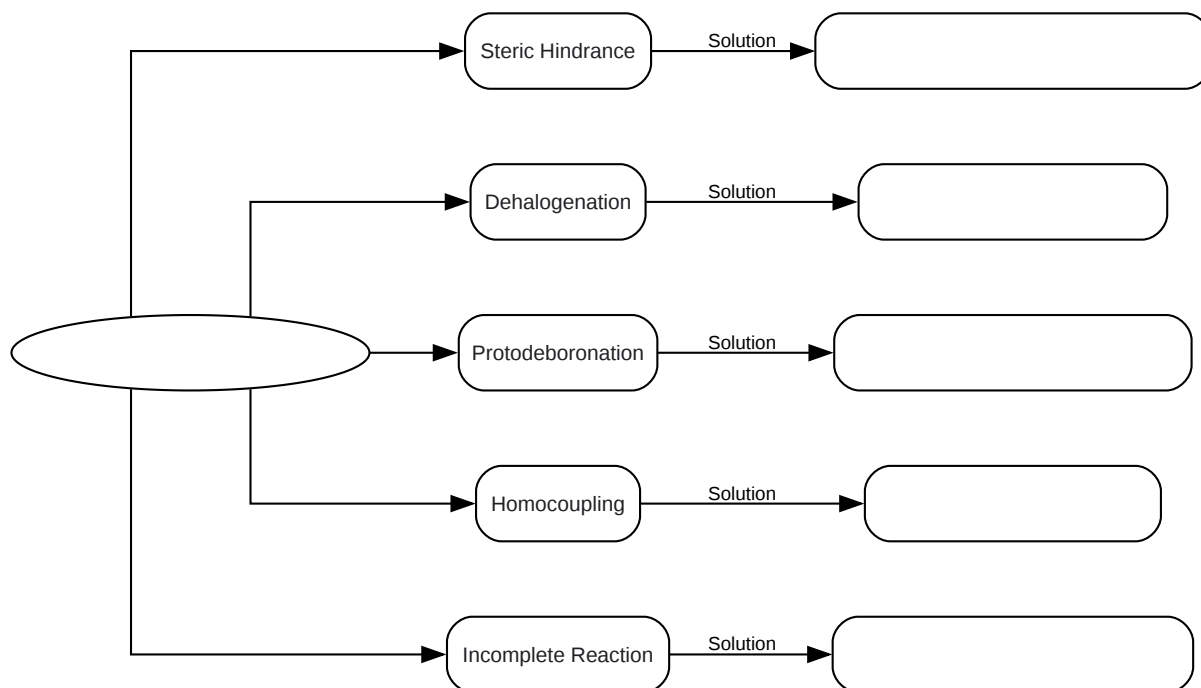 Steric Hindrance
Solution
Dehalogenation
Solution
Protodeboronation
Solution
Homocoupling
Solution
Incomplete Reaction
Solution